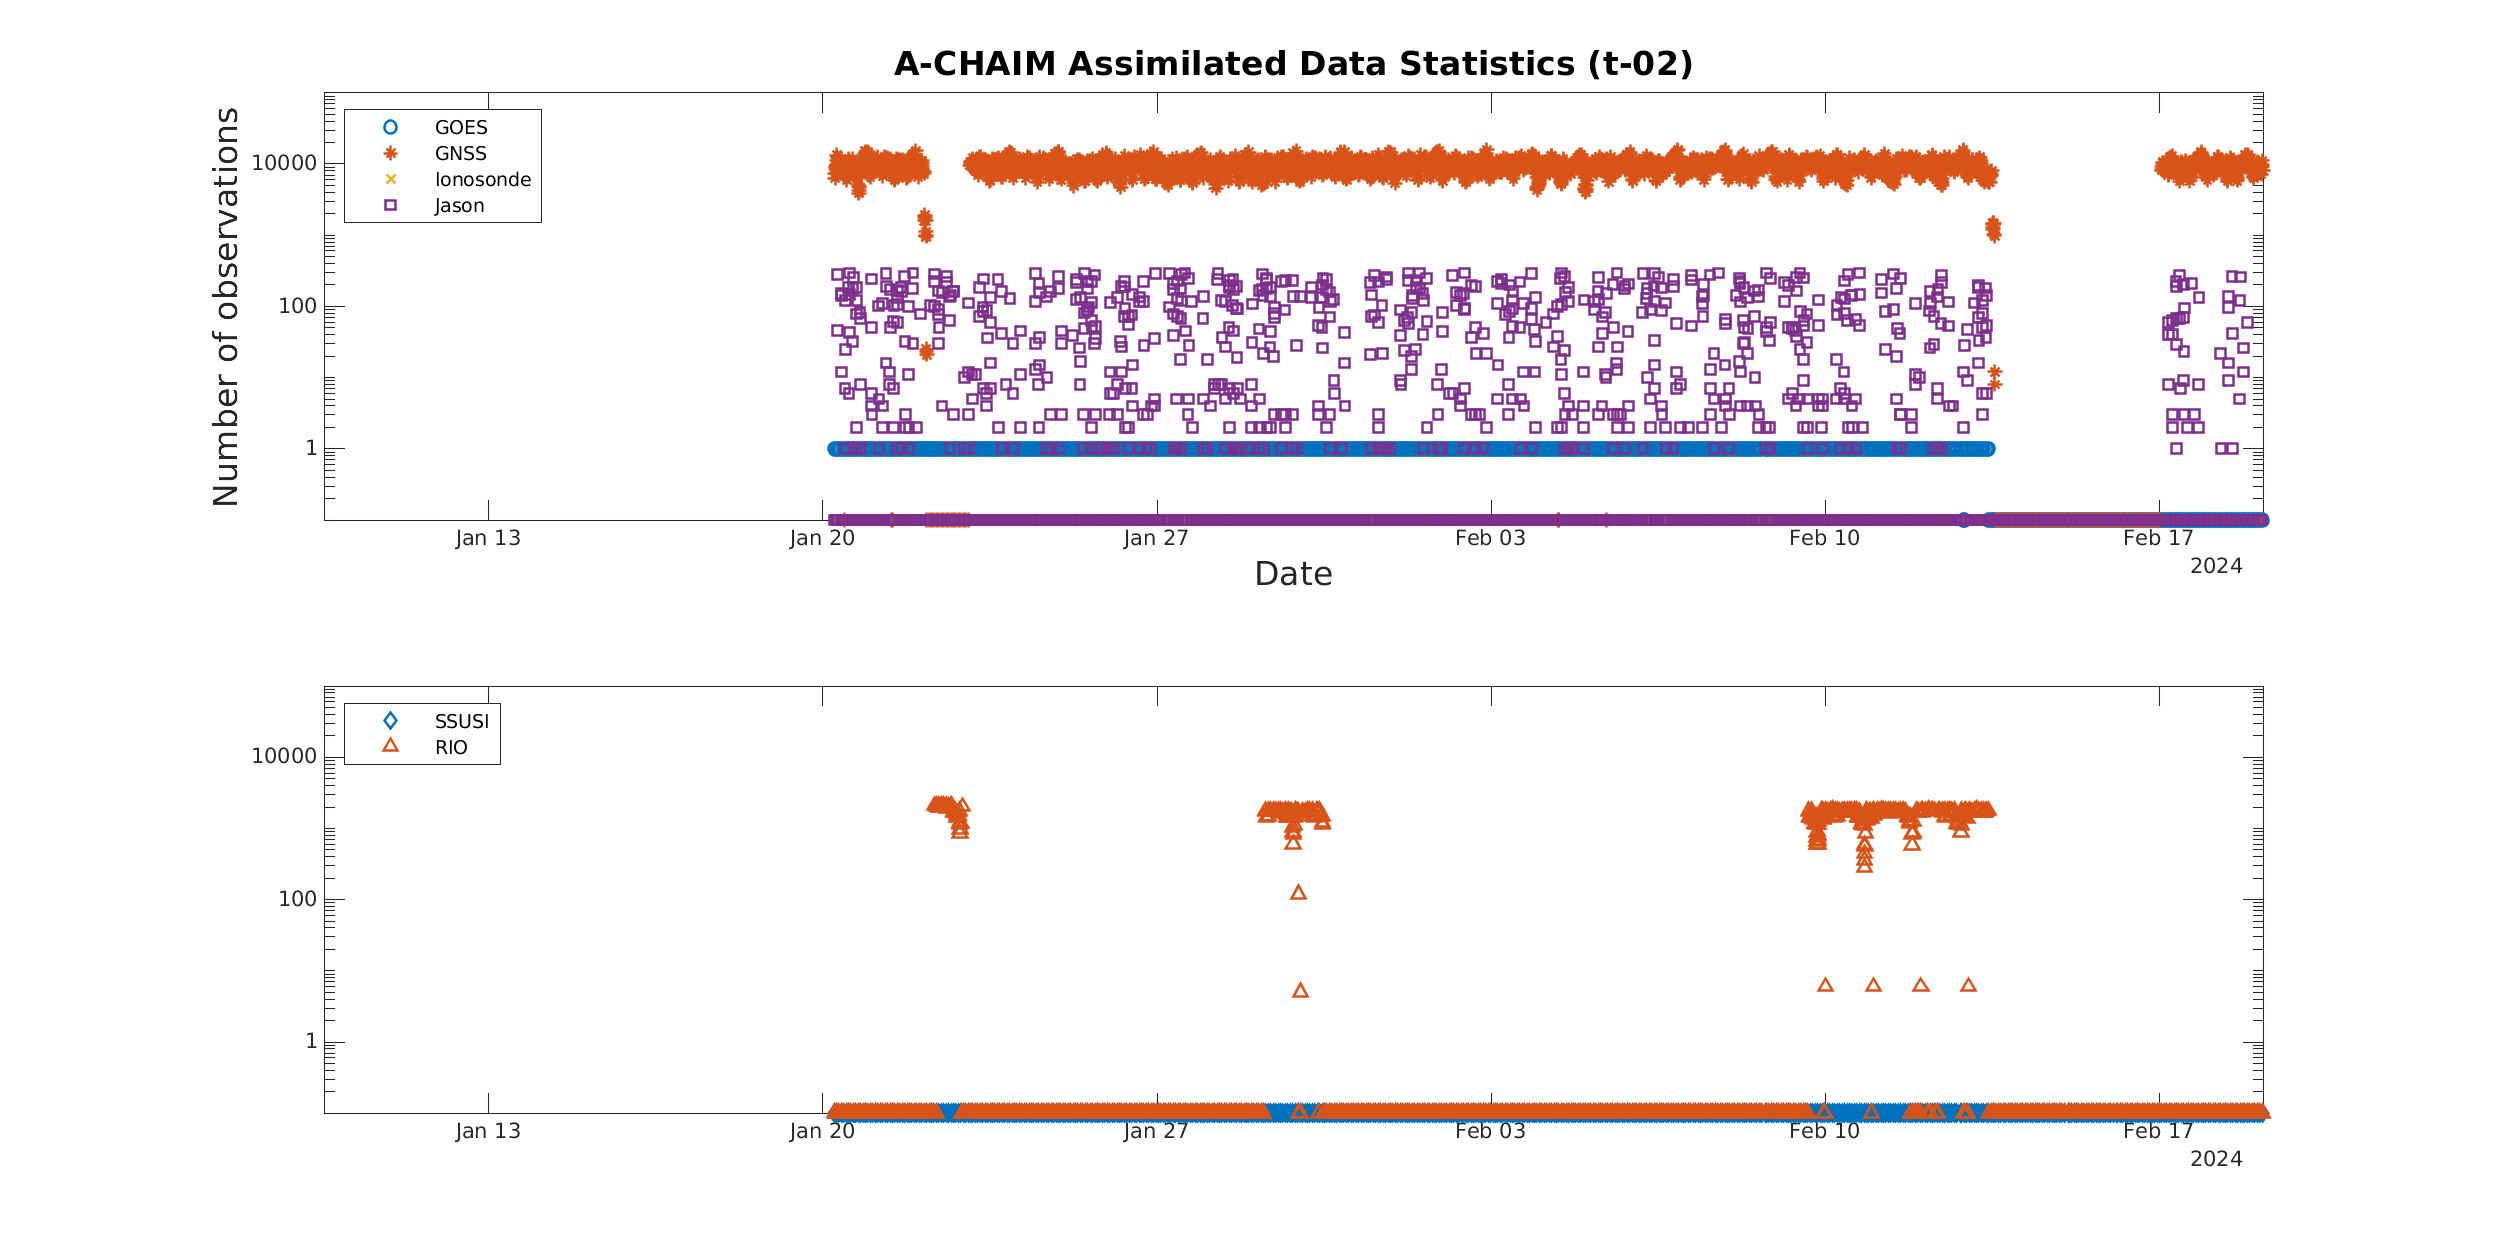 A-CHAIM Assimilated Data Statistics (t-02)
Number of observations
10000
100
1
GOES
GNSS
Ionosonde
Jason
Jan 13
Jan 20
Jan 27
Feb 03
Feb 10
Feb 17
2024
Date
10000
100
1
SSUSI
RIO
Jan 13
Jan 20
Jan 27
Feb 03
Feb 10
Feb 17
2024